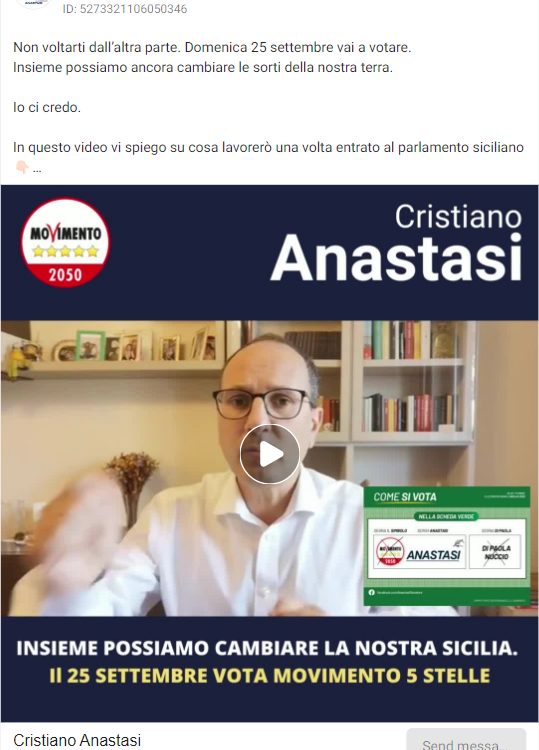 ANASTASI
ID: 5273321106050346
Non voltarti dall'altra parte. Domenica 25 settembre vai a votare.
Insieme possiamo ancora cambiare le sorti della nostra terra.
Io ci credo.
In questo video vi spiego su cosa lavorerò una volta entrato al parlamento siciliano
👇🏻 ...
MOVIMENTO
2050
Cristiano
Anastasi
COME SI VOTA
NELLA SCHEDA VERDE
MOVIMENTO
2050
ANASTASI
DI PAOLA
NUCCIO
INSIEME POSSIAMO CAMBIARE LA NOSTRA SICILIA.
Il 25 SETTEMBRE VOTA MOVIMENTO 5 STELLE
Cristiano Anastasi
Send messa...